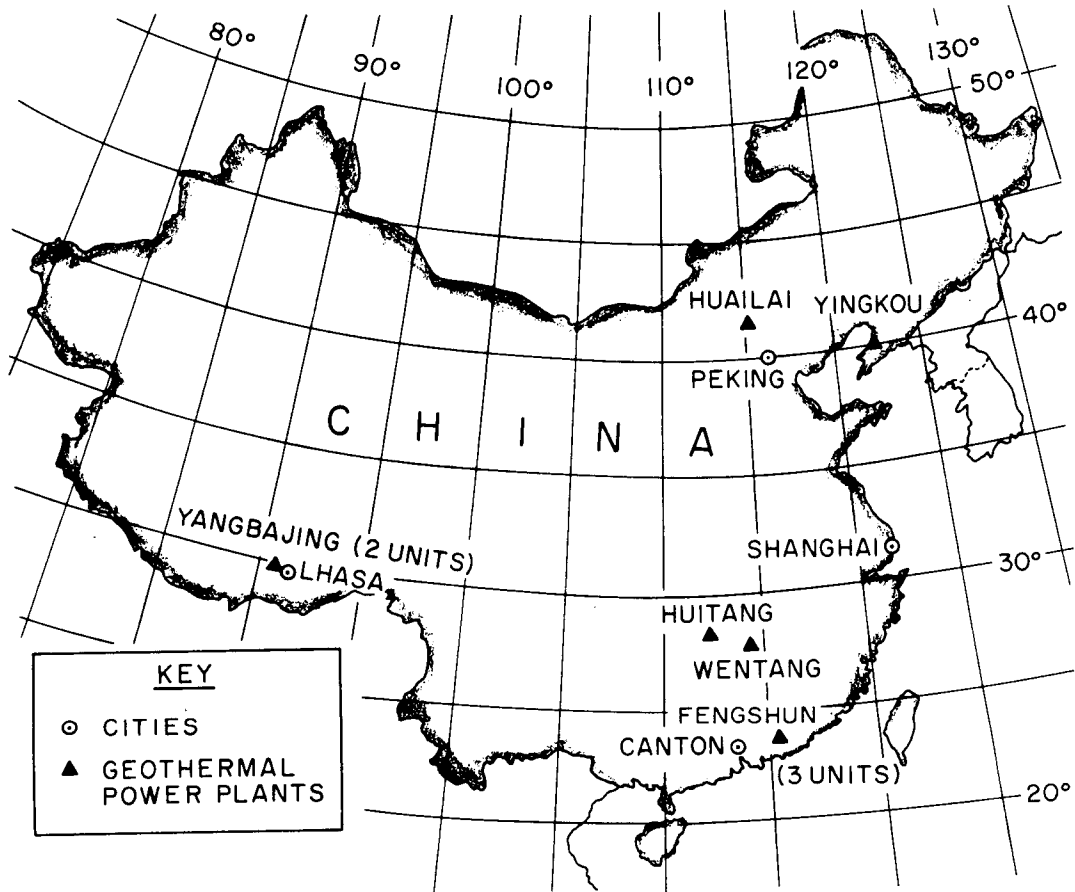 80°
90°
100°
110°
120°
130°
50°
HUAILAI
YINGKOU
40°
PEKING
C H I N A
YANGBAJING (2 UNITS)
LHASA
SHANGHAI
30°
HUITANG
WENTANG
FENGSHUN
CANTON
(3 UNITS)
20°
KEY
CITIES
GEOTHERMAL
POWER PLANTS